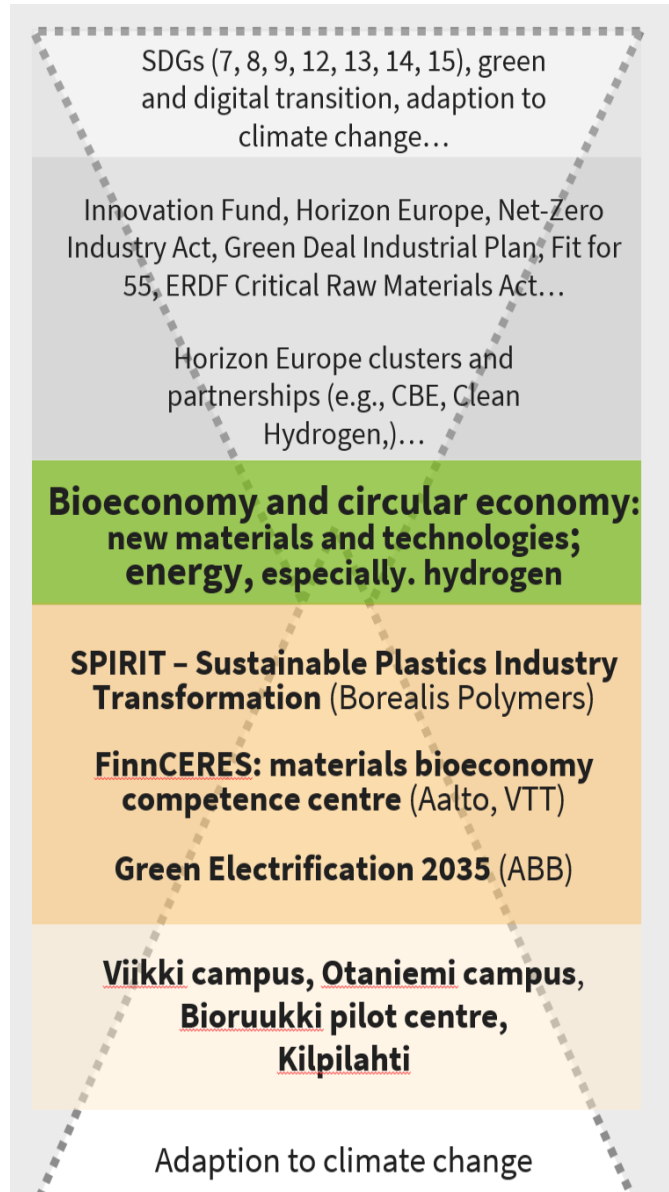 SDGs (7, 8, 9, 12, 13, 14, 15), green
and digital transition, adaption to
climate change…
Innovation Fund, Horizon Europe, Net-Zero
Industry Act, Green Deal Industrial Plan, Fit for
55, ERDF Critical Raw Materials Act…
Horizon Europe clusters and
partnerships (e.g., CBE, Clean
Hydrogen,)…
Bioeconomy and circular economy:
new materials and technologies;
energy, especially. hydrogen
SPIRIT – Sustainable Plastics Industry
Transformation (Borealis Polymers)
FinnCERES: materials bioeconomy
competence centre (Aalto, VTT)
Green Electrification 2035 (ABB)
Viikki campus, Otaniemi campus,
Bioruukki pilot centre,
Kilpilahti
Adaption to climate change